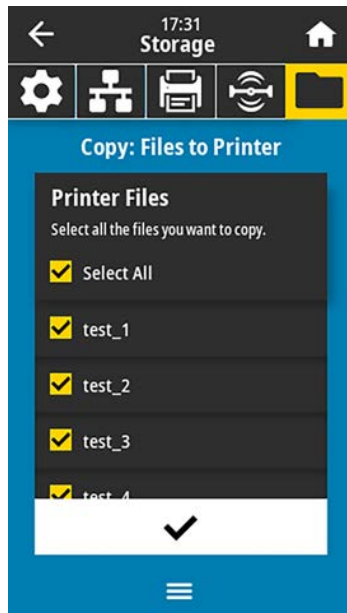 17:31
Storage
Copy: Files to Printer
Printer Files
Select all the files you want to copy.
Select All
test_1
test_2
test_3
test_4